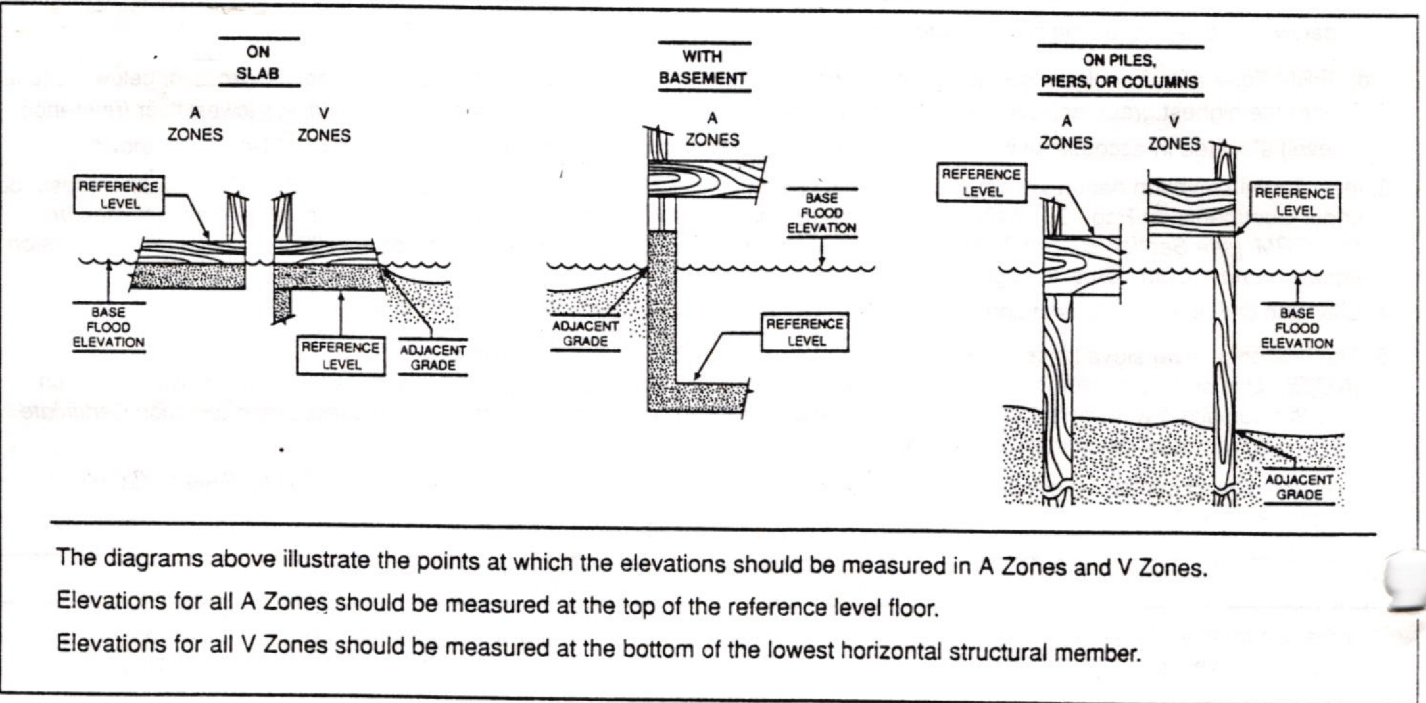 ON
SLAB
A
ZONES
V
ZONES
REFERENCE
LEVEL
BASE
FLOOD
ELEVATION
REFERENCE
LEVEL
ADJACENT
GRADE
WITH
BASEMENT
A
ZONES
BASE
FLOOD
ELEVATION
ADJACENT
GRADE
REFERENCE
LEVEL
ON PILES,
PIERS, OR COLUMNS
A
ZONES
V
ZONES
REFERENCE
LEVEL
REFERENCE
LEVEL
BASE
FLOOD
ELEVATION
ADJACENT
GRADE
The diagrams above illustrate the points at which the elevations should be measured in A Zones and V Zones.
Elevations for all A Zones should be measured at the top of the reference level floor.
Elevations for all V Zones should be measured at the bottom of the lowest horizontal structural member.